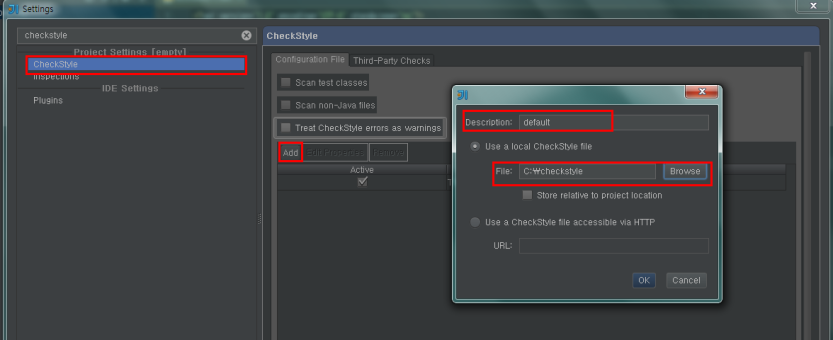 Settings
checkstyle
Project Settings [empty]
CheckStyle
Inspections
IDE Settings
Plugins
CheckStyle
Configuration File
Third-Party Checks
Scan test classes
Scan non-Java files
Treat CheckStyle errors as warnings
Add
Active
Description: default
Use a local CheckStyle file
File: C:₩checkstyle Browse
Store relative to project location
Use a CheckStyle file accessible via HTTP
URL:
OK Cancel